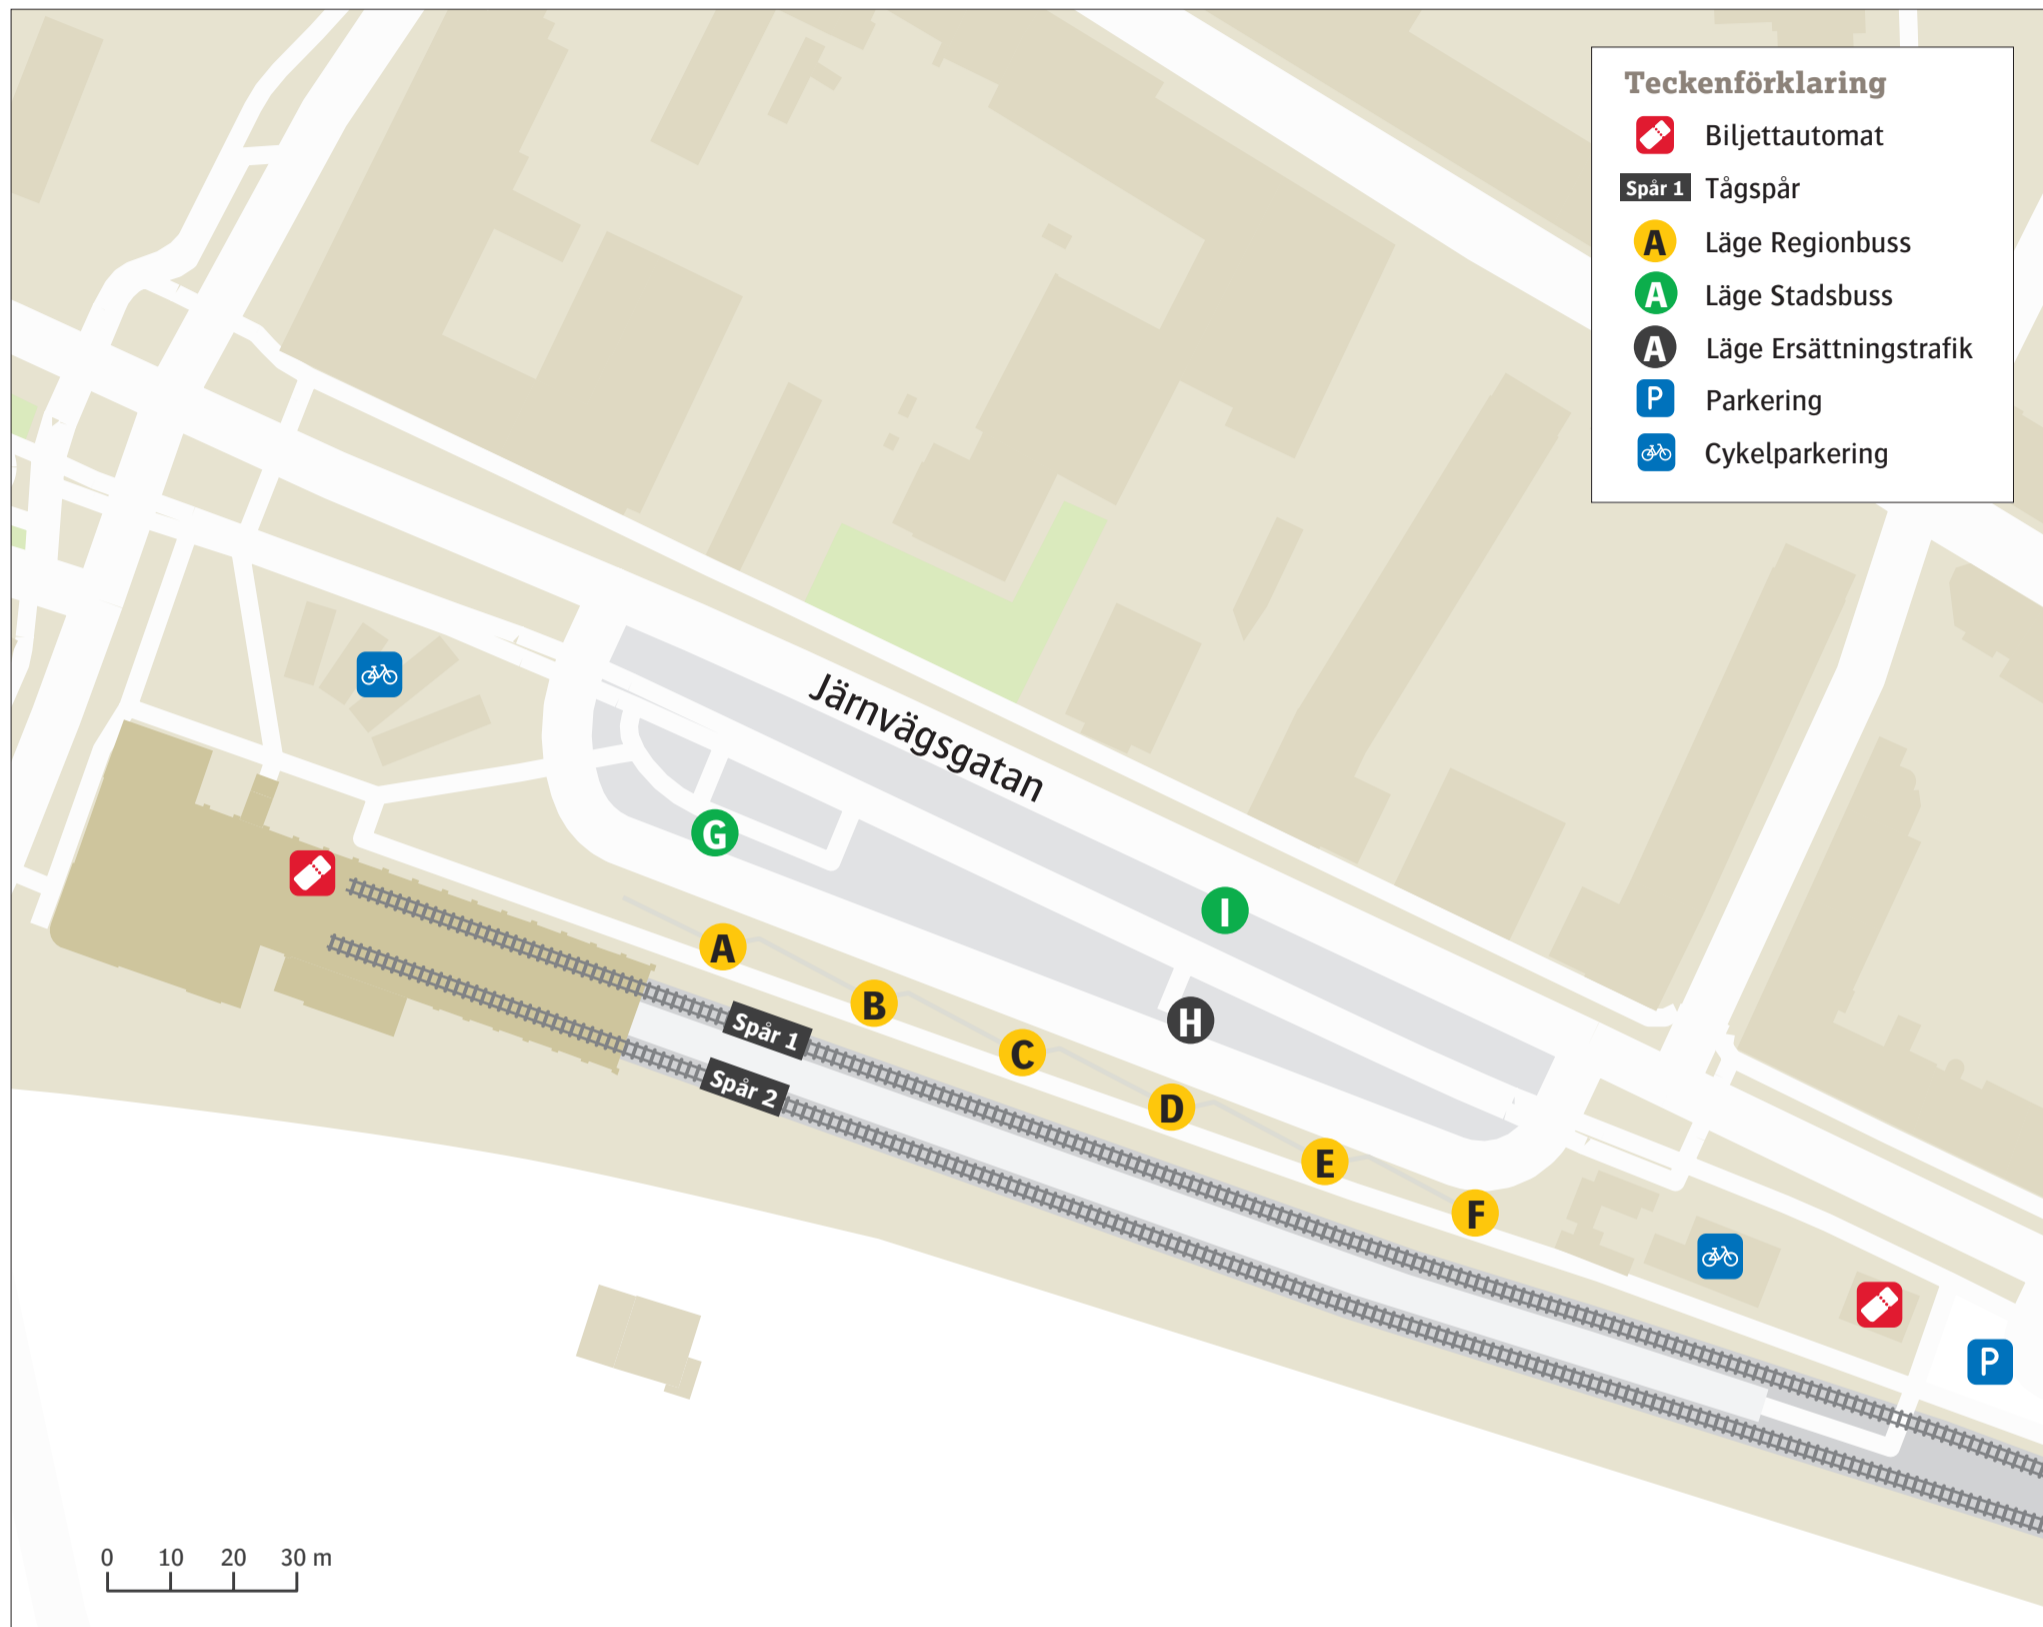 Teckenförklaring
Biljettautomat
Spår 1 Tågspår
A Läge Regionbuss
A Läge Stadsbuss
A Läge Ersättningstrafik
P Parkering
Cykelparkering
Järnvägsgatan
G
I
A
B
H
Spår 1
C
Spår 2
D
E
F
P
0 10 20 30 m